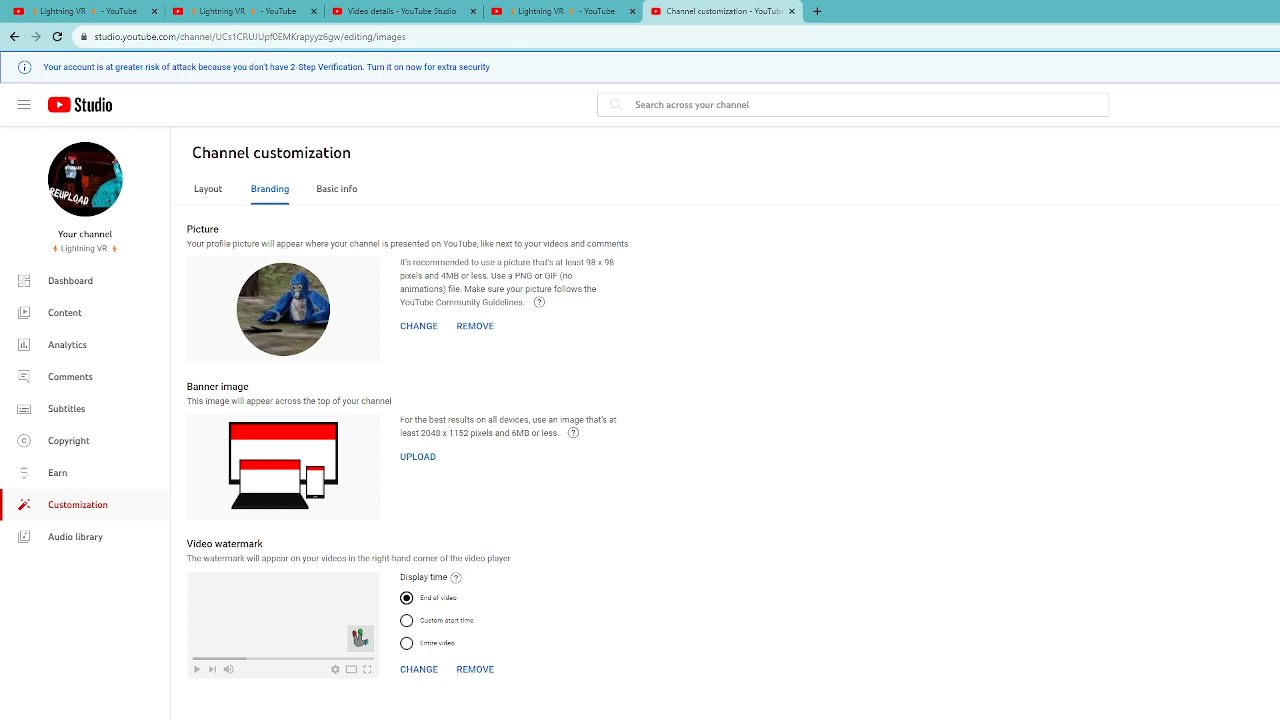 Lightning VR - YouTube
Lightning VR - YouTube
Video details - YouTube Studio
Lightning VR - YouTube
Channel customization - YouTube
studio.youtube.com/channel/UCs1CRUJUpf0EMKrapyyz6gw/editing/images
Your account is at greater risk of attack because you don't have 2-Step Verification. Turn it on now for extra security
Studio
Search across your channel
REUPLOAD
Your channel
Lightning VR
Dashboard
Content
Analytics
Comments
Subtitles
Copyright
Earn
Customization
Audio library
Channel customization
Layout
Branding
Basic info
Picture
Your profile picture will appear where your channel is presented on YouTube, like next to your videos and comments
It's recommended to use a picture that's at least 98 x 98
pixels and 4MB or less. Use a PNG or GIF (no
animations) file. Make sure your picture follows the
YouTube Community Guidelines.
CHANGE
REMOVE
Banner image
This image will appear across the top of your channel
For the best results on all devices, use an image that's at
least 2048 x 1152 pixels and 6MB or less.
UPLOAD
Video watermark
The watermark will appear on your videos in the right-hand corner of the video player
Display time
End of video
Custom start time
Entire video
CHANGE
REMOVE